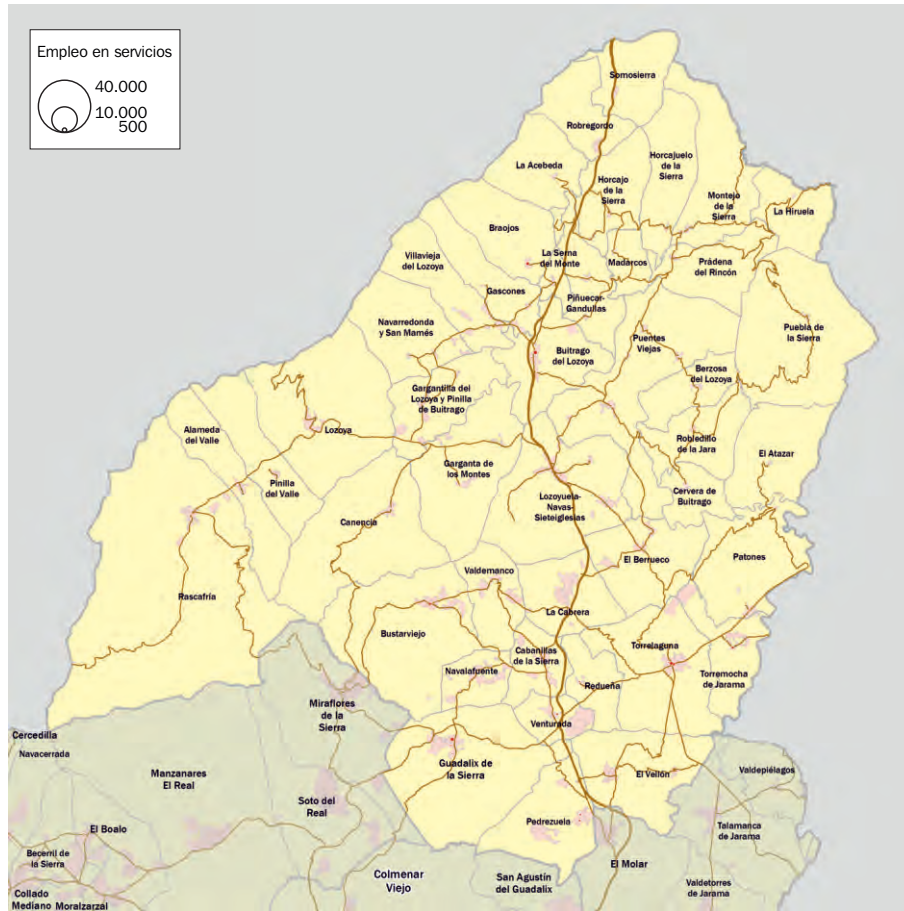 Empleo en servicios
40.000
10.000
500
Somosierra
Robregordo
La Acebeda
Horcajo
de la
Sierra
Horcajuelo
de la
Sierra
Montejo
de la
Sierra
La Hiruela
Braojos
La Serna
del Monte
Madarcos
Prádena
del Rincón
Villavieja
del Lozoya
Gascones
Piñuecar-
Gandullas
Navarredonda
y San Mamés
Buitrago
del Lozoya
Puentes
Viejas
Puebla de
la Sierra
Berzosa
del Lozoya
Gargantilla del
Lozoya y Pinilla
de Buitrago
Alameda
del Valle
Lozoya
Robledillo
de la Jara
El Atazar
Pinilla
del Valle
Garganta de
los Montes
Lozoyuela-
Navas-
Sieteiglesias
Cervera de
Buitrago
Canencia
El Berrueco
Patones
Valdemanco
Rascafría
La Cabrera
Bustarviejo
Cabanillas
de la Sierra
Torrelaguna
Navalafuente
Redueña
Torremocha
de Jarama
Miraflores
de la
Sierra
Venturada
Cercedilla
Navacerrada
Guadalix de
la Sierra
Manzanares
El Real
El Vellón
Valdepiélagos
Soto del
Real
Pedrezuela
El Boalo
Talamanca
de Jarama
Becerril de
la Sierra
El Molar
Colmenar
Viejo
San Agustín
del Guadalix
Valdetorres
de Jarama
Collado
Mediano
Moralzarzal